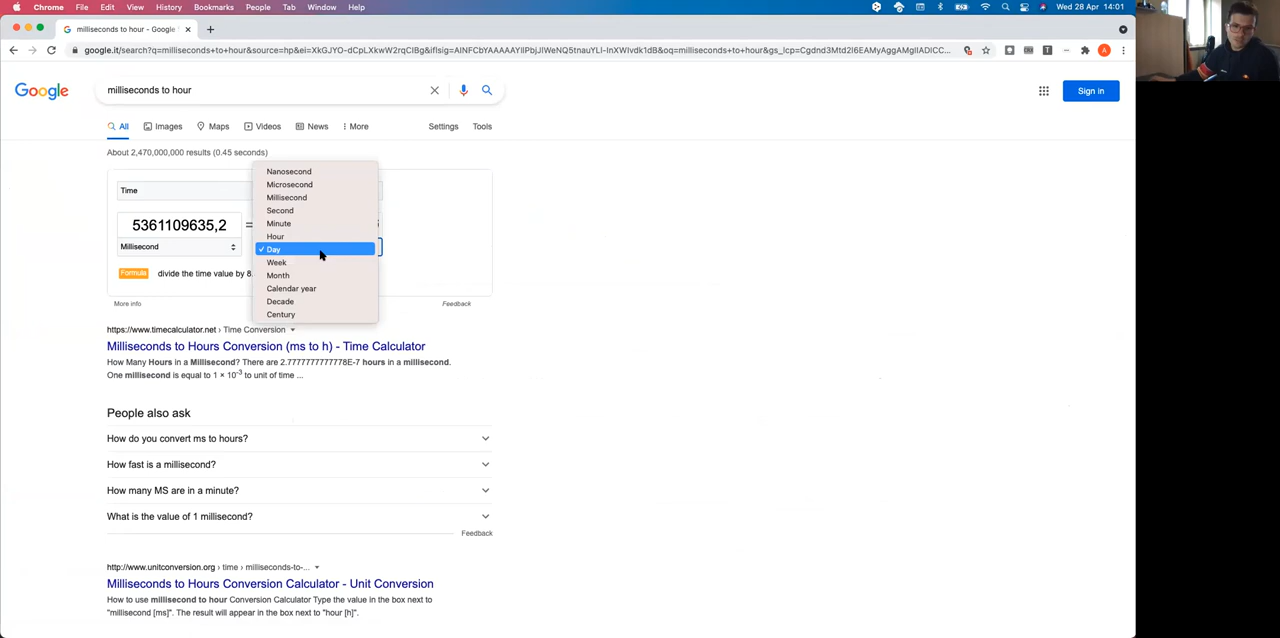 Chrome File Edit View History Bookmarks People Tab Window Help Wed 28 Apr 14:01
milliseconds to hour - Google
Sign in
Google
milliseconds to hour
All Images Maps Videos News More Settings Tools
About 2,470,000,000 results (0.45 seconds)
Time
5361109635,2 =
Millisecond
Formula divide the time value by 8.
Nanosecond
Microsecond
Millisecond
Second
Minute
Hour
✓ Day
Week
Month
Calendar year
Decade
Century
More info Feedback
https://www.timecalculator.net › Time Conversion
Milliseconds to Hours Conversion (ms to h) - Time Calculator
How Many Hours in a Millisecond? There are 2.7777777777778E-7 hours in a millisecond.
One millisecond is equal to 1 × 10⁻³ to unit of time ...
People also ask
How do you convert ms to hours?
How fast is a millisecond?
How many MS are in a minute?
What is the value of 1 millisecond?
Feedback
http://www.unitconversion.org › time › milliseconds-to-...
Milliseconds to Hours Conversion Calculator - Unit Conversion
How to use millisecond to hour Conversion Calculator Type the value in the box next to
"millisecond [ms]". The result will appear in the box next to "hour [h]".